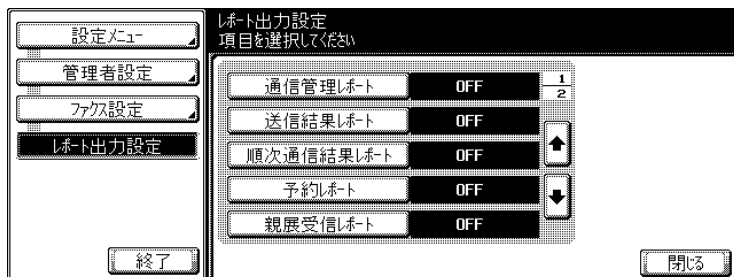 設定メニュー
管理者設定
ファクス設定
レポート出力設定
終了
レポート出力設定
項目を選択してください
通信管理レポート OFF
送信結果レポート OFF
順次通信結果レポート OFF
予約レポート OFF
親展受信レポート OFF
1
2
閉じる